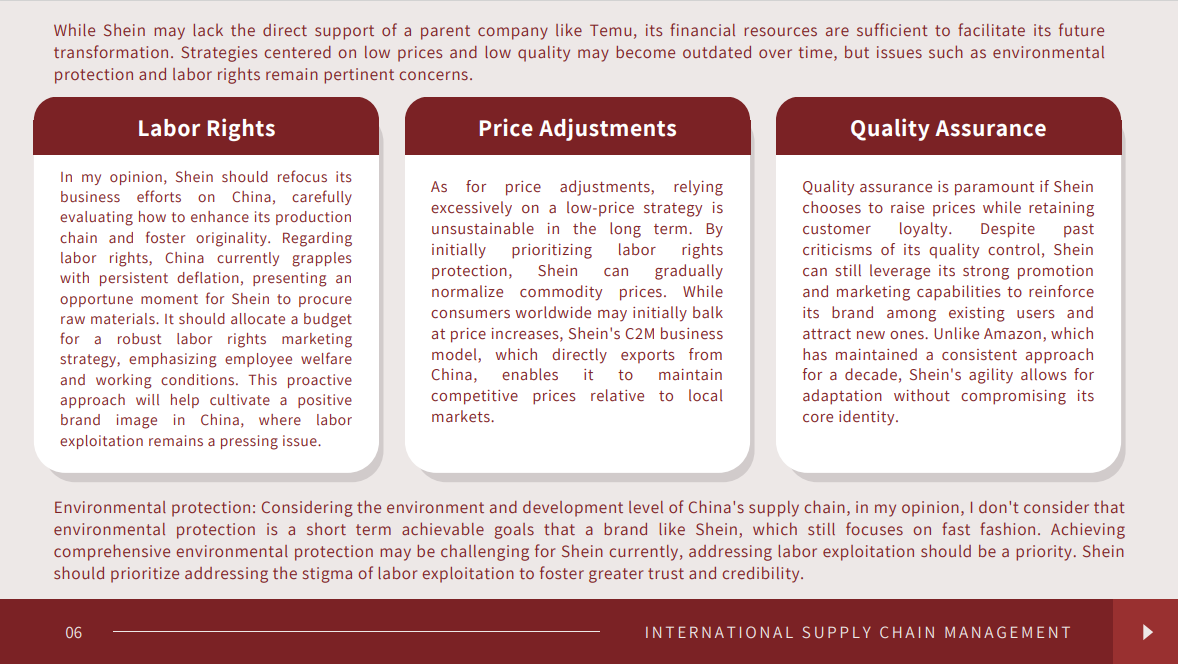 While Shein may lack the direct support of a parent company like Temu, its financial resources are sufficient to facilitate its future
transformation. Strategies centered on low prices and low quality may become outdated over time, but issues such as environmental
protection and labor rights remain pertinent concerns.
Labor Rights
In my opinion, Shein should refocus its
business efforts on China, carefully
evaluating how to enhance its production
chain and foster originality. Regarding
labor rights, China currently grapples
with persistent deflation, presenting an
opportune moment for Shein to procure
raw materials. It should allocate a budget
for a robust labor rights marketing
strategy, emphasizing employee welfare
and working conditions. This proactive
approach will help cultivate a positive
brand image in China, where labor
exploitation remains a pressing issue.
Price Adjustments
As for price adjustments, relying
excessively on a low-price strategy is
unsustainable in the long term. By
initially prioritizing labor rights
protection, Shein can gradually
normalize commodity prices. While
consumers worldwide may initially balk
at price increases, Shein's C2M business
model, which directly exports from
China, enables it to maintain
competitive prices relative to local
markets.
Quality Assurance
Quality assurance is paramount if Shein
chooses to raise prices while retaining
customer loyalty. Despite past
criticisms of its quality control, Shein
can still leverage its strong promotion
and marketing capabilities to reinforce
its brand among existing users and
attract new ones. Unlike Amazon, which
has maintained a consistent approach
for a decade, Shein's agility allows for
adaptation without compromising its
core identity.
Environmental protection: Considering the environment and development level of China's supply chain, in my opinion, I don't consider that
environmental protection is a short term achievable goals that a brand like Shein, which still focuses on fast fashion. Achieving
comprehensive environmental protection may be challenging for Shein currently, addressing labor exploitation should be a priority. Shein
should prioritize addressing the stigma of labor exploitation to foster greater trust and credibility.
06
INTERNATIONAL SUPPLY CHAIN MANAGEMENT